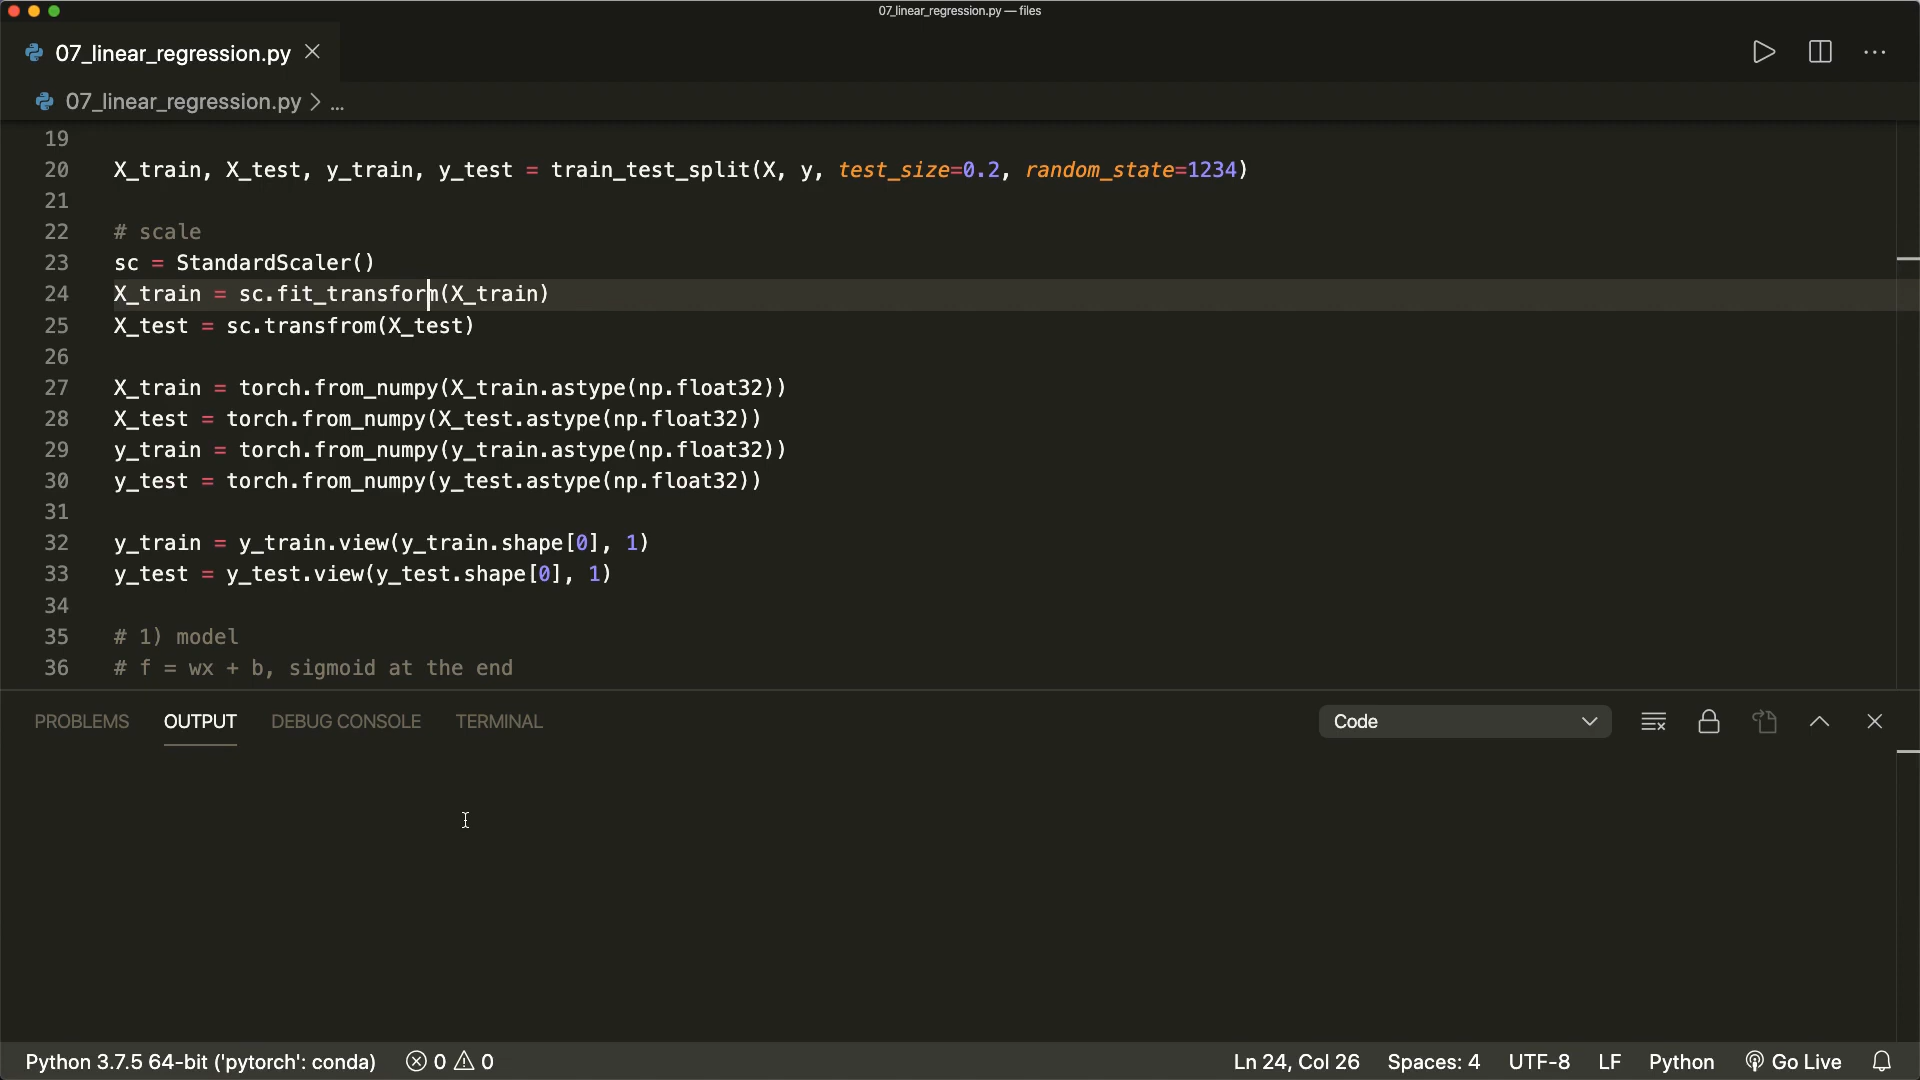 07_linear_regression.py — files
07_linear_regression.py
07_linear_regression.py > ...
19
20 X_train, X_test, y_train, y_test = train_test_split(X, y, test_size=0.2, random_state=1234)
21
22 # scale
23 sc = StandardScaler()
24 X_train = sc.fit_transform(X_train)
25 X_test = sc.transfrom(X_test)
26
27 X_train = torch.from_numpy(X_train.astype(np.float32))
28 X_test = torch.from_numpy(X_test.astype(np.float32))
29 y_train = torch.from_numpy(y_train.astype(np.float32))
30 y_test = torch.from_numpy(y_test.astype(np.float32))
31
32 y_train = y_train.view(y_train.shape[0], 1)
33 y_test = y_test.view(y_test.shape[0], 1)
34
35 # 1) model
36 # f = wx + b, sigmoid at the end
PROBLEMS OUTPUT DEBUG CONSOLE TERMINAL Code
Python 3.7.5 64-bit ('pytorch': conda) 0 0 Ln 24, Col 26 Spaces: 4 UTF-8 LF Python Go Live